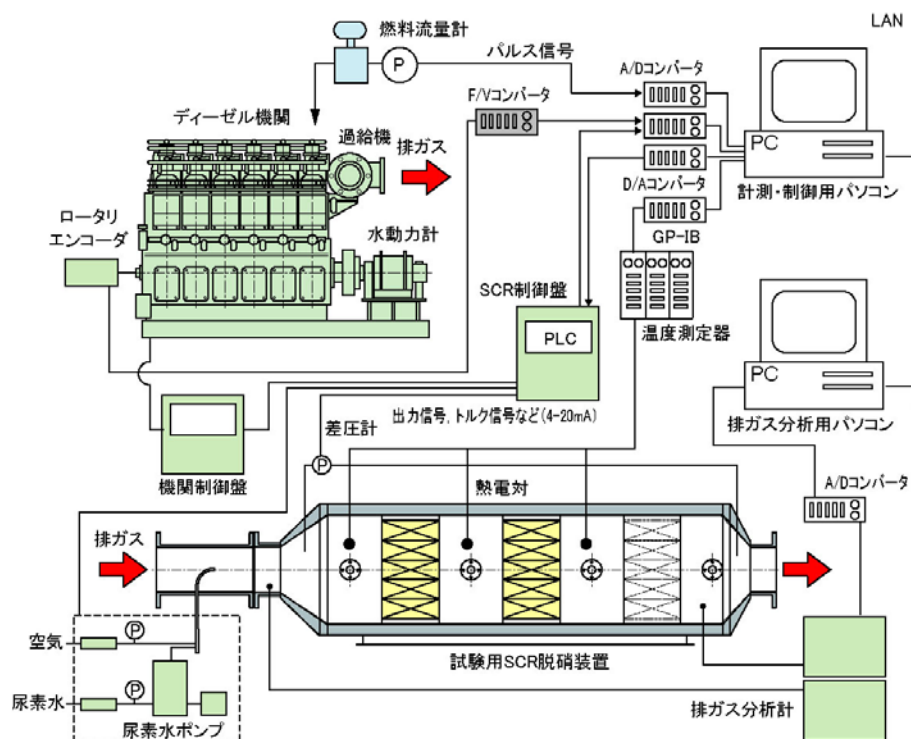 LAN
燃料流量計
P
パルス信号
A/Dコンバータ
F/Vコンバータ
ディーゼル機関
過給機
排ガス
PC
計測・制御用パソコン
D/Aコンバータ
ロータリ
エンコーダ
水動力計
GP-IB
SCR制御盤
PLC
温度測定器
PC
排ガス分析用パソコン
出力信号, トルク信号など(4-20mA)
差圧計
P
機関制御盤
熱電対
A/Dコンバータ
排ガス
空気
P
試験用SCR脱硝装置
尿素水
P
尿素水ポンプ
排ガス分析計